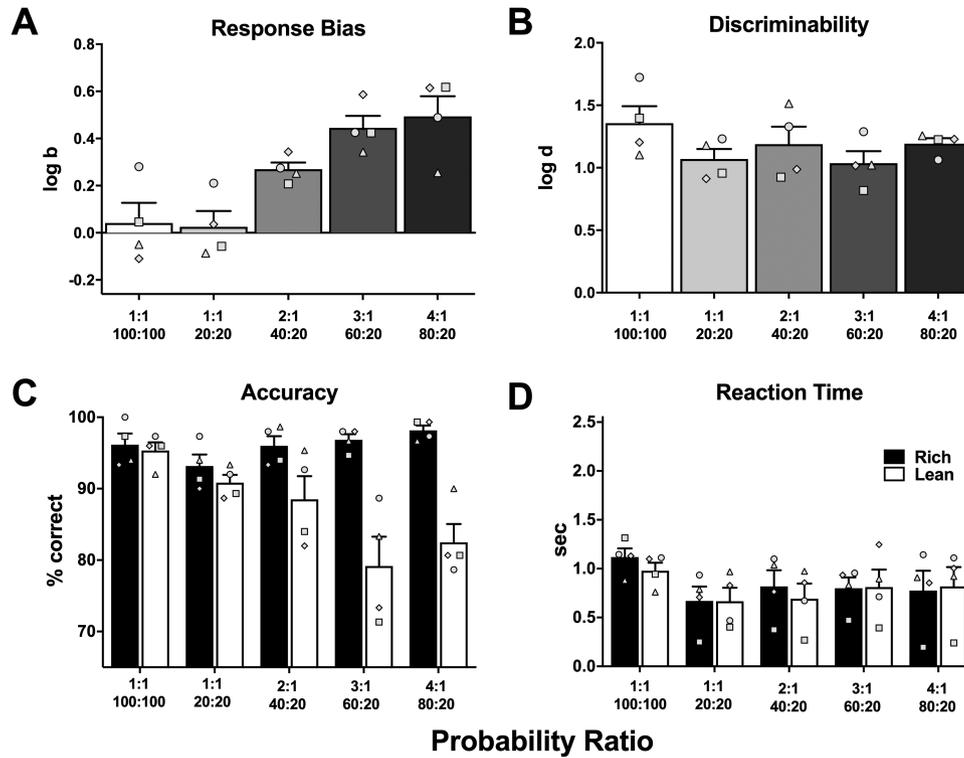 A
Response Bias
log b
0.8
0.6
0.4
0.2
0.0
-0.2
1:1 1:1 2:1 3:1 4:1
100:100 20:20 40:20 60:20 80:20
B
Discriminability
log d
2.0
1.5
1.0
0.5
0.0
1:1 1:1 2:1 3:1 4:1
100:100 20:20 40:20 60:20 80:20
C
Accuracy
% correct
100
90
80
70
1:1 1:1 2:1 3:1 4:1
100:100 20:20 40:20 60:20 80:20
D
Reaction Time
sec
2.5
2.0
1.5
1.0
0.5
0.0
Rich
Lean
1:1 1:1 2:1 3:1 4:1
100:100 20:20 40:20 60:20 80:20
Probability Ratio